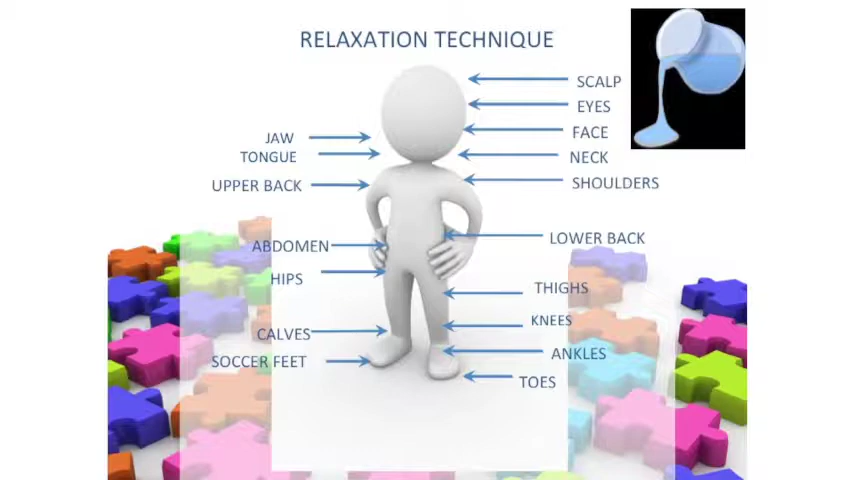 RELAXATION TECHNIQUE
SCALP
EYES
FACE
JAW
TONGUE
NECK
UPPER BACK
SHOULDERS
ABDOMEN
LOWER BACK
HIPS
THIGHS
CALVES
KNEES
SOCCER FEET
ANKLES
TOES